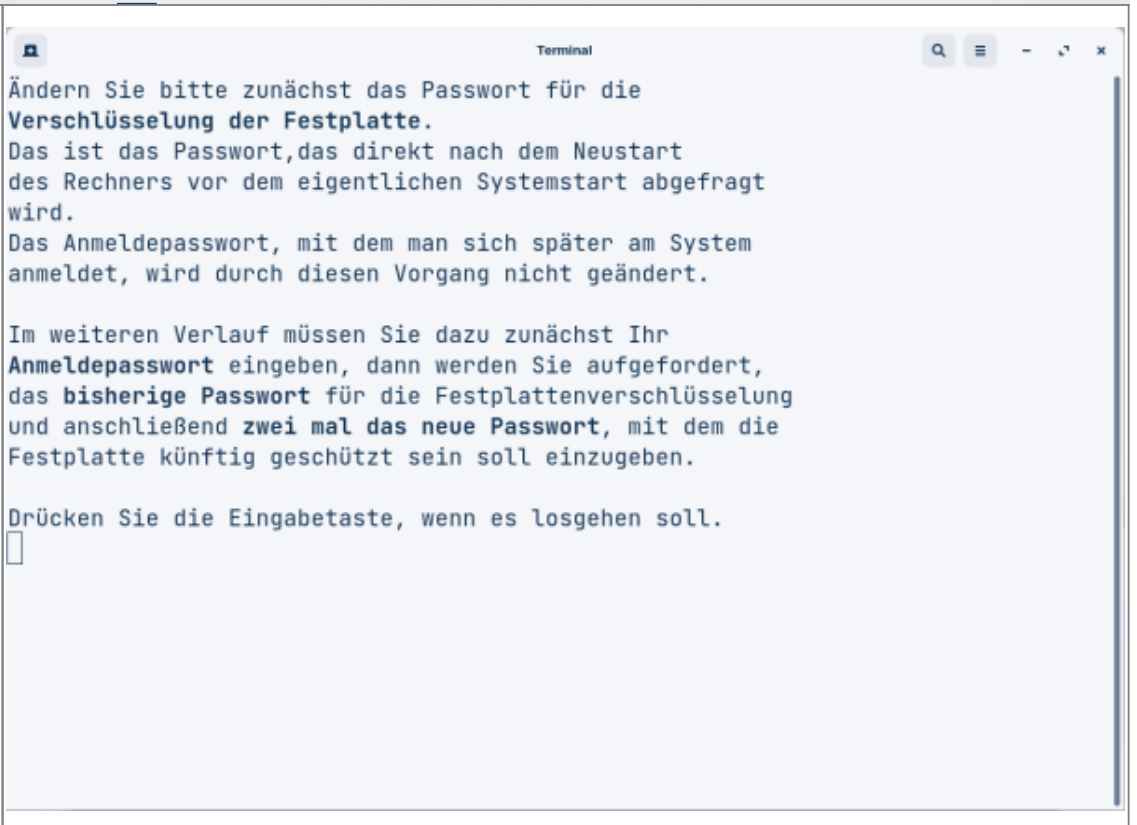 Terminal
Ändern Sie bitte zunächst das Passwort für die
Verschlüsselung der Festplatte.
Das ist das Passwort,das direkt nach dem Neustart
des Rechners vor dem eigentlichen Systemstart abgefragt
wird.
Das Anmeldepasswort, mit dem man sich später am System
anmeldet, wird durch diesen Vorgang nicht geändert.
Im weiteren Verlauf müssen Sie dazu zunächst Ihr
Anmeldepasswort eingeben, dann werden Sie aufgefordert,
das bisherige Passwort für die Festplattenverschlüsselung
und anschließend zwei mal das neue Passwort, mit dem die
Festplatte künftig geschützt sein soll einzugeben.
Drücken Sie die Eingabetaste, wenn es losgehen soll.